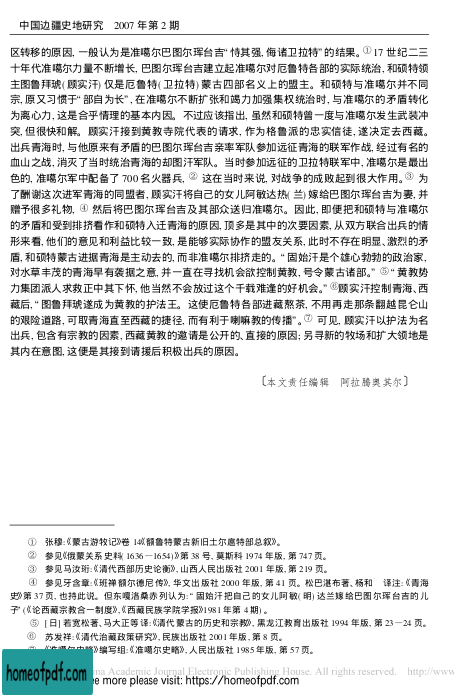 中国边疆史地研究 2007 年第 2 期
区转移的原因, 一般认为是准噶尔巴图尔珲台吉“恃其强, 侮诸卫拉特”的结果。①17 世纪二三
十年代准噶尔力量不断增长, 巴图尔珲台吉建立起准噶尔对厄鲁特各部的实际统治, 和硕特领
主图鲁拜琥( 顾实汗) 仅是厄鲁特( 卫拉特) 蒙古四部名义上的盟主。和硕特与准噶尔并不同
宗, 原又习惯于“部自为长”, 在准噶尔不断扩张和竭力加强集权统治时, 与准噶尔的矛盾转化
为离心力, 这是合乎情理的基本内因。不过应该指出, 虽然和硕特曾一度与准噶尔发生武装冲
突, 但很快和解。顾实汗接到黄教寺院代表的请求, 作为格鲁派的忠实信徒, 遂决定去西藏。
出兵青海时, 与他原来有矛盾的巴图尔珲台吉亲率军队参加远征青海的联军作战, 经过有名的
血山之战, 消灭了当时统治青海的却图汗军队。当时参加远征的卫拉特联军中, 准噶尔是最出
色的, 准噶尔军中配备了 700 名火器兵, ② 这在当时来说, 对战争的成败起到很大作用。③ 为
了酬谢这次进军青海的同盟者, 顾实汗将自己的女儿阿敏达热( 兰) 嫁给巴图尔珲台吉为妻, 并
赠予很多礼物, ④ 然后将巴图尔珲台吉及其部众送归准噶尔。因此, 即便把和硕特与准噶尔
的矛盾和受到排挤看作和硕特入迁青海的原因, 顶多是其中的次要因素, 从双方联合出兵的情
形来看, 他们的意见和利益比较一致, 是能够实际协作的盟友关系, 此时不存在明显、激烈的矛
盾, 和硕特蒙古进据青海是主动去的, 而非准噶尔排挤走的。“固始汗是个雄心勃勃的政治家,
对水草丰茂的青海早有袭据之意, 并一直在寻找机会欲控制黄教, 号令蒙古诸部。”⑤“黄教势
力集团派人求救正中其下怀, 他当然不会放过这个千载难逢的好机会。”⑥顾实汗控制青海、西
藏后, “图鲁拜琥遂成为黄教的护法王。这使厄鲁特各部进藏熬茶, 不用再走那条翻越昆仑山
的艰险道路, 可取青海直至西藏的捷径, 而有利于喇嘛教的传播”。⑦ 可见, 顾实汗以护法为名
出兵, 包含有宗教的因素, 西藏黄教的邀请是公开的、直接的原因; 另寻新的牧场和扩大领地是
其内在意图, 这便是其接到请援后积极出兵的原因。
〔本文责任编辑 阿拉腾奥其尔〕
① 张穆:《蒙古游牧记》卷 14《额鲁特蒙古新旧土尔扈特部总叙》。
② 参见《俄蒙关系史料( 1636—1654) 》第 38 号, 莫斯科 1974 年版, 第 747 页。
③ 参见马汝珩:《清代西部历史论衡》, 山西人民出版社 2001 年版, 第 219 页。
④ 参见牙含章:《班禅额尔德尼传》, 华文出版社 2000 年版, 第 41 页。松巴湛布著, 杨和 译注:《青海
史》第 37 页, 也持此说。但东嘎洛桑赤列认为:“固始汗把自己的女儿阿敏( 明) 达兰嫁给巴图尔台吉的儿
子”(《论西藏宗教合一制度》,《西藏民族学院学报》1981 年第 4 期) 。
⑤ [ 日] 若宽松著, 马大正等译:《清代蒙古的历史和宗教》, 黑龙江教育出版社 1994 年版, 第 23—24 页。
⑥ 苏发祥:《清代治藏政策研究》, 民族出版社 2001 年版, 第 8 页。
⑦ 《准噶尔史略》编写组:《准噶尔史略》, 人民出版社 1985 年版, 第 57 页。
na Academic Journal Electronic Publishing House. All rights reserved. http://www
homeofpdf.com
ee more please visit: https://homeofpdf.com